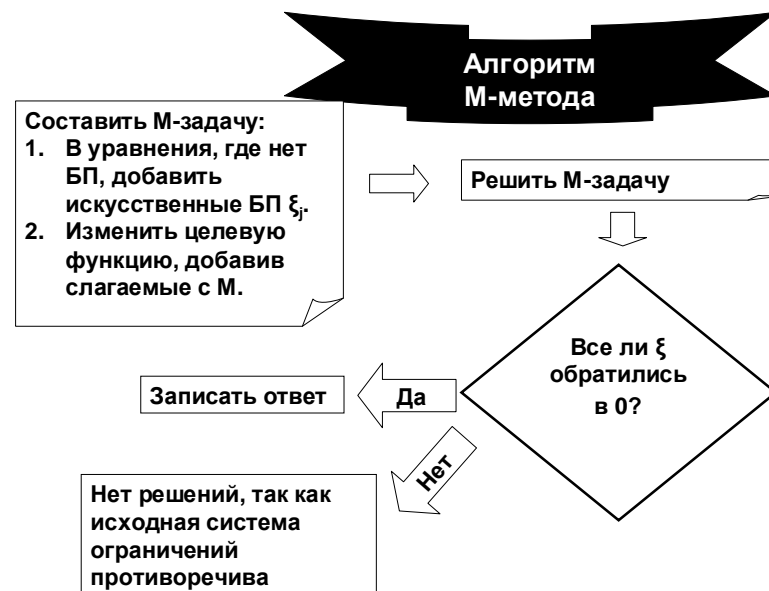 Алгоритм
М-метода
Составить М-задачу:
1. В уравнения, где нет
БП, добавить
искусственные БП ξj.
2. Изменить целевую
функцию, добавив
слагаемые с М.
Решить М-задачу
Все ли ξ
обратились
в 0?
Да
Записать ответ
Нет
Нет решений, так как
исходная система
ограничений
противоречива